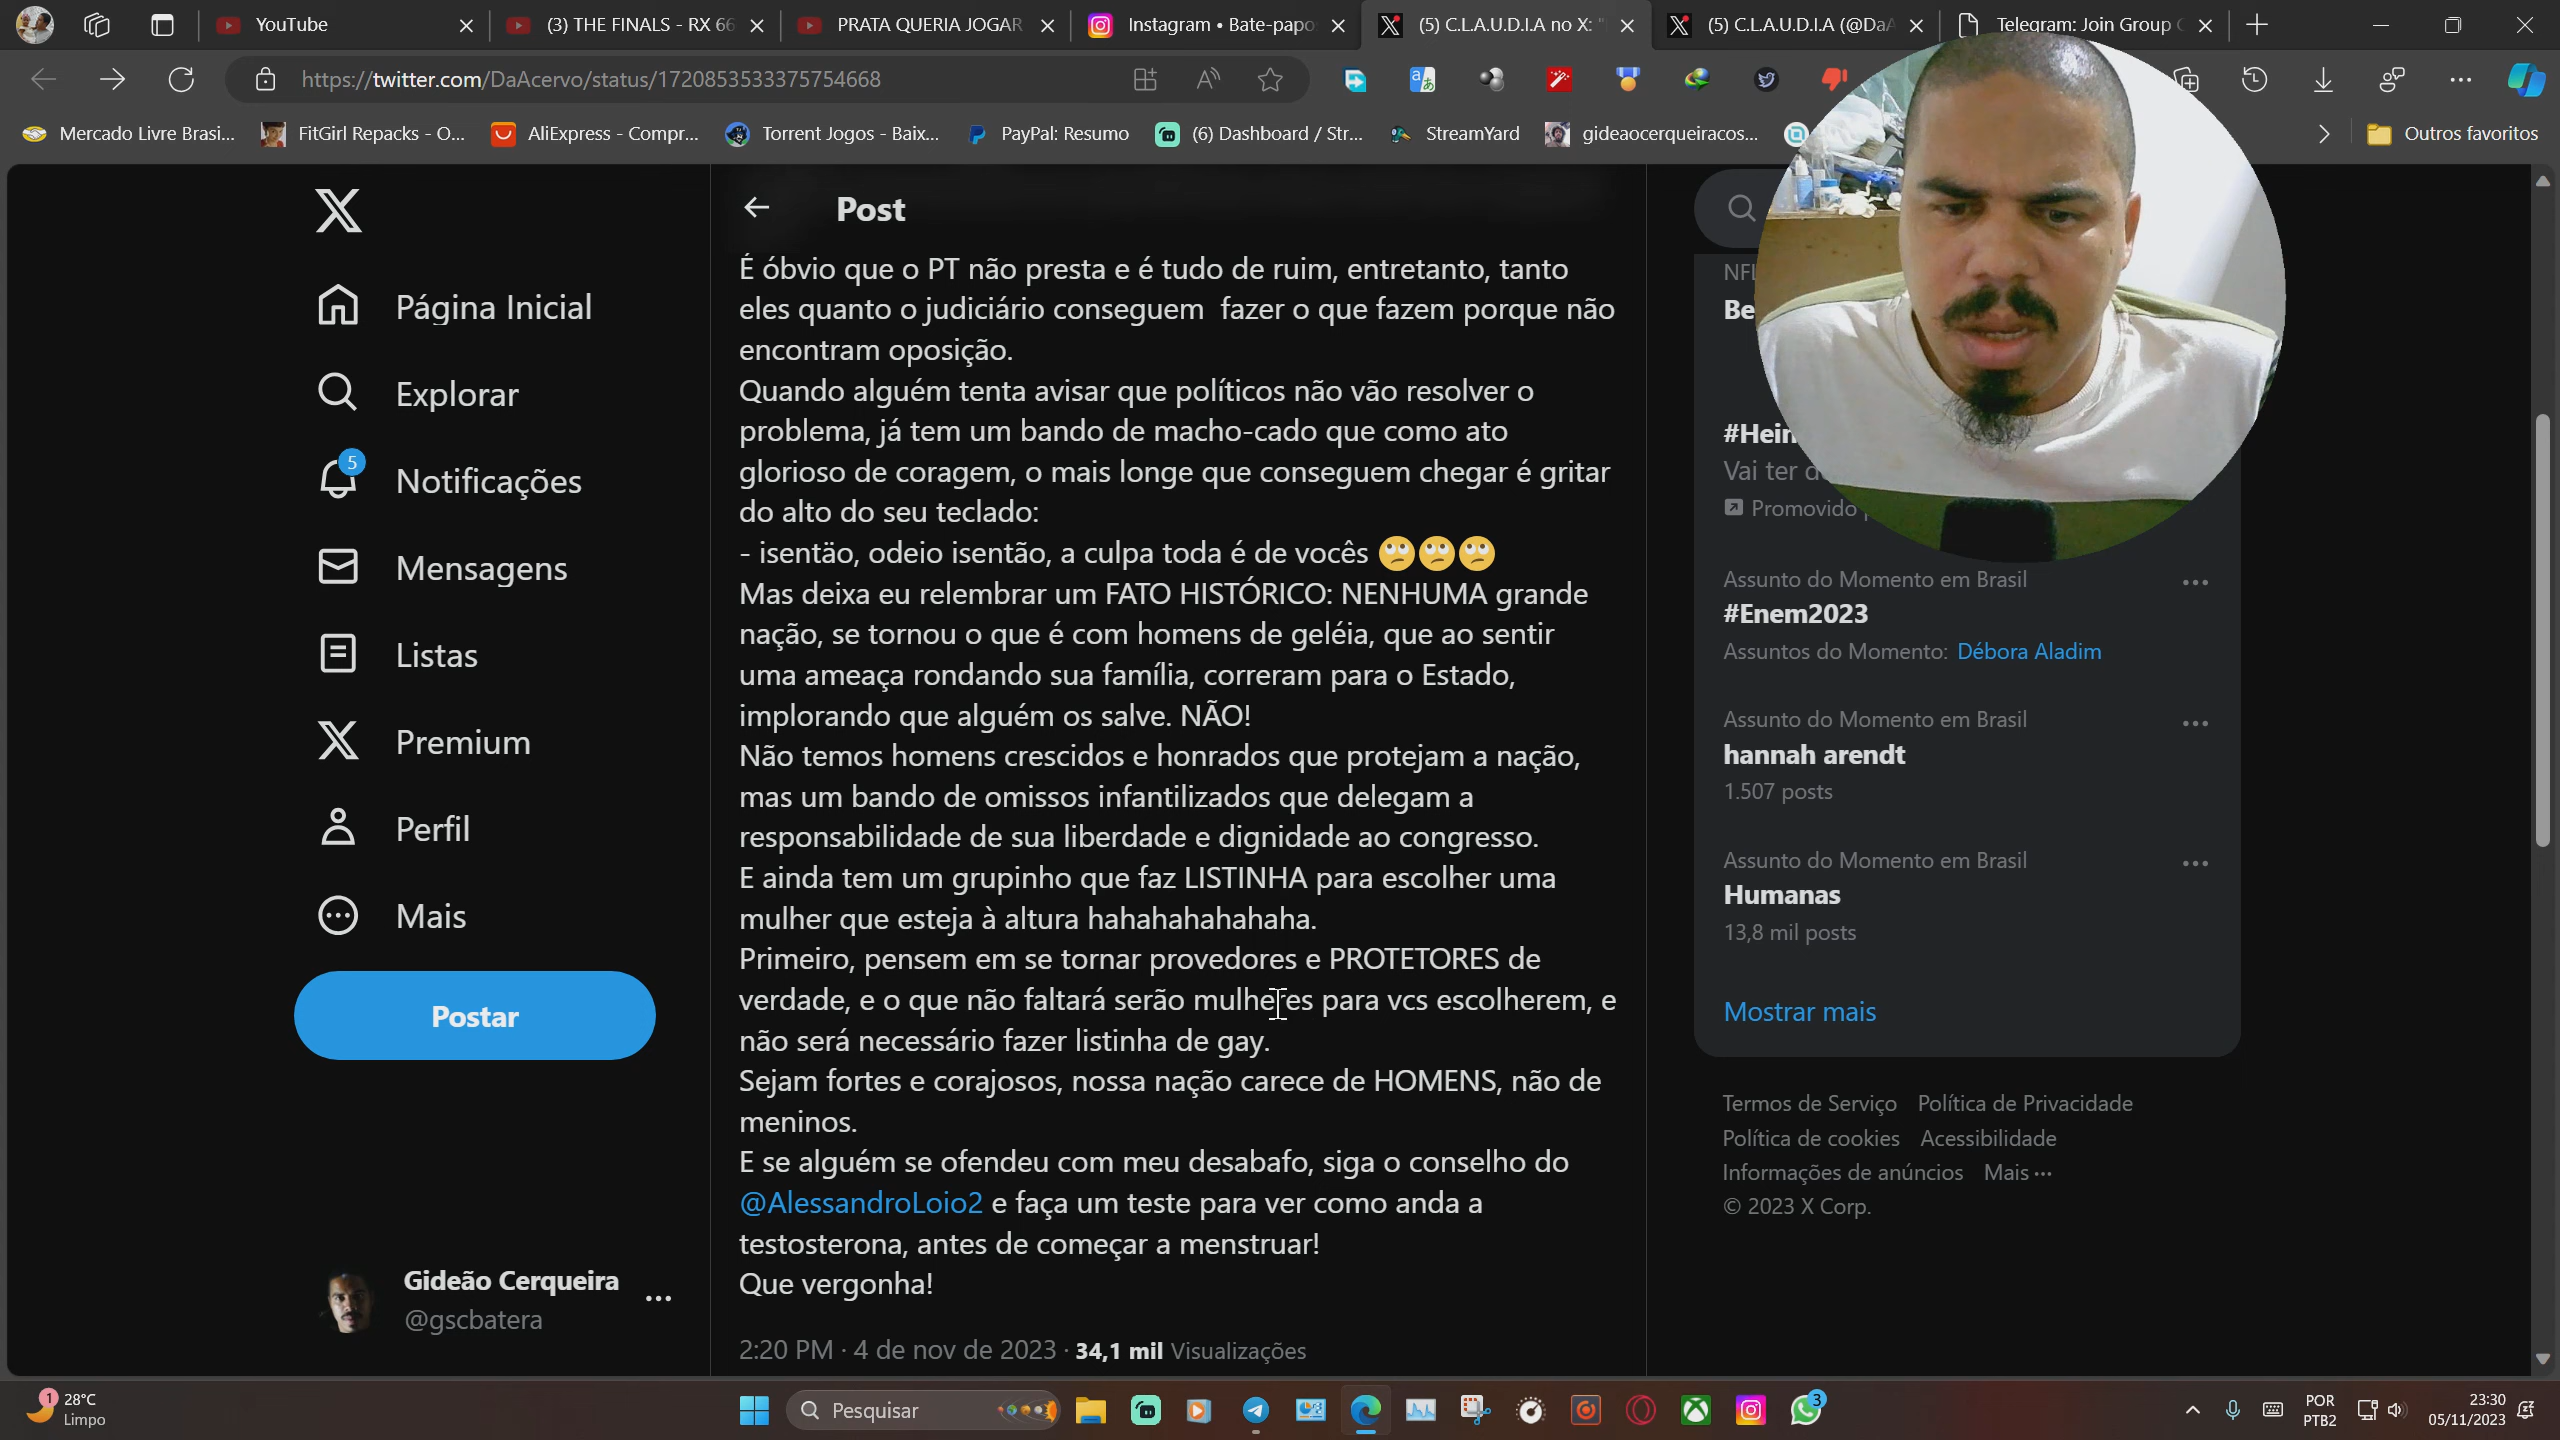 YouTube
(3) THE FINALS - RX 66
PRATA QUERIA JOGAR
Instagram • Bate-papo
(5) C.L.A.U.D.I.A no X: "
(5) C.L.A.U.D.I.A (@DaA
Telegram: Join Group
https://twitter.com/DaAcervo/status/1720853533375754668
Mercado Livre Brasi...
FitGirl Repacks - O...
AliExpress - Compr...
Torrent Jogos - Baix...
PayPal: Resumo
(6) Dashboard / Str...
StreamYard
gideaocerqueiracos...
Outros favoritos
Página Inicial
Explorar
5
Notificações
Mensagens
Listas
Premium
Perfil
Mais
Postar
Gideão Cerqueira
@gscbatera
Post
É óbvio que o PT não presta e é tudo de ruim, entretanto, tanto
eles quanto o judiciário conseguem  fazer o que fazem porque não
encontram oposição.
Quando alguém tenta avisar que políticos não vão resolver o
problema, já tem um bando de macho-cado que como ato
glorioso de coragem, o mais longe que conseguem chegar é gritar
do alto do seu teclado:
- isentäo, odeio isentão, a culpa toda é de vocês 🙄🙄🙄
Mas deixa eu relembrar um FATO HISTÓRICO: NENHUMA grande
nação, se tornou o que é com homens de geléia, que ao sentir
uma ameaça rondando sua família, correram para o Estado,
implorando que alguém os salve. NÃO!
Não temos homens crescidos e honrados que protejam a nação,
mas um bando de omissos infantilizados que delegam a
responsabilidade de sua liberdade e dignidade ao congresso.
E ainda tem um grupinho que faz LISTINHA para escolher uma
mulher que esteja à altura hahahahahaha.
Primeiro, pensem em se tornar provedores e PROTETORES de
verdade, e o que não faltará serão mulheres para vcs escolherem, e
não será necessário fazer listinha de gay.
Sejam fortes e corajosos, nossa nação carece de HOMENS, não de
meninos.
E se alguém se ofendeu com meu desabafo, siga o conselho do
@AlessandroLoio2 e faça um teste para ver como anda a
testosterona, antes de começar a menstruar!
Que vergonha!
2:20 PM · 4 de nov de 2023 · 34,1 mil Visualizações
NFL
Be
#Hein
Vai ter d
Promovido
Assunto do Momento em Brasil
#Enem2023
Assuntos do Momento: Débora Aladim
Assunto do Momento em Brasil
hannah arendt
1.507 posts
Assunto do Momento em Brasil
Humanas
13,8 mil posts
Mostrar mais
Termos de Serviço Política de Privacidade
Política de cookies Acessibilidade
Informações de anúncios Mais ···
© 2023 X Corp.
1
28°C
Limpo
Pesquisar
3
POR
PTB2
23:30
05/11/2023